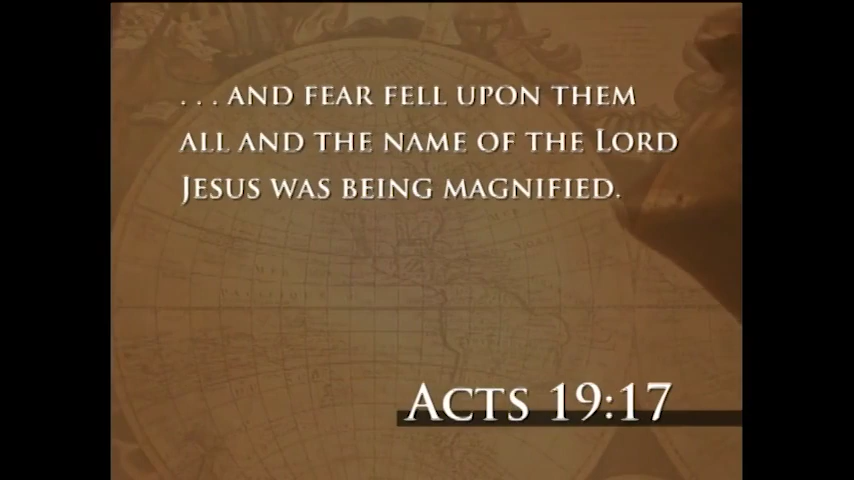 . . . AND FEAR FELL UPON THEM
ALL AND THE NAME OF THE LORD
JESUS WAS BEING MAGNIFIED.
ACTS 19:17